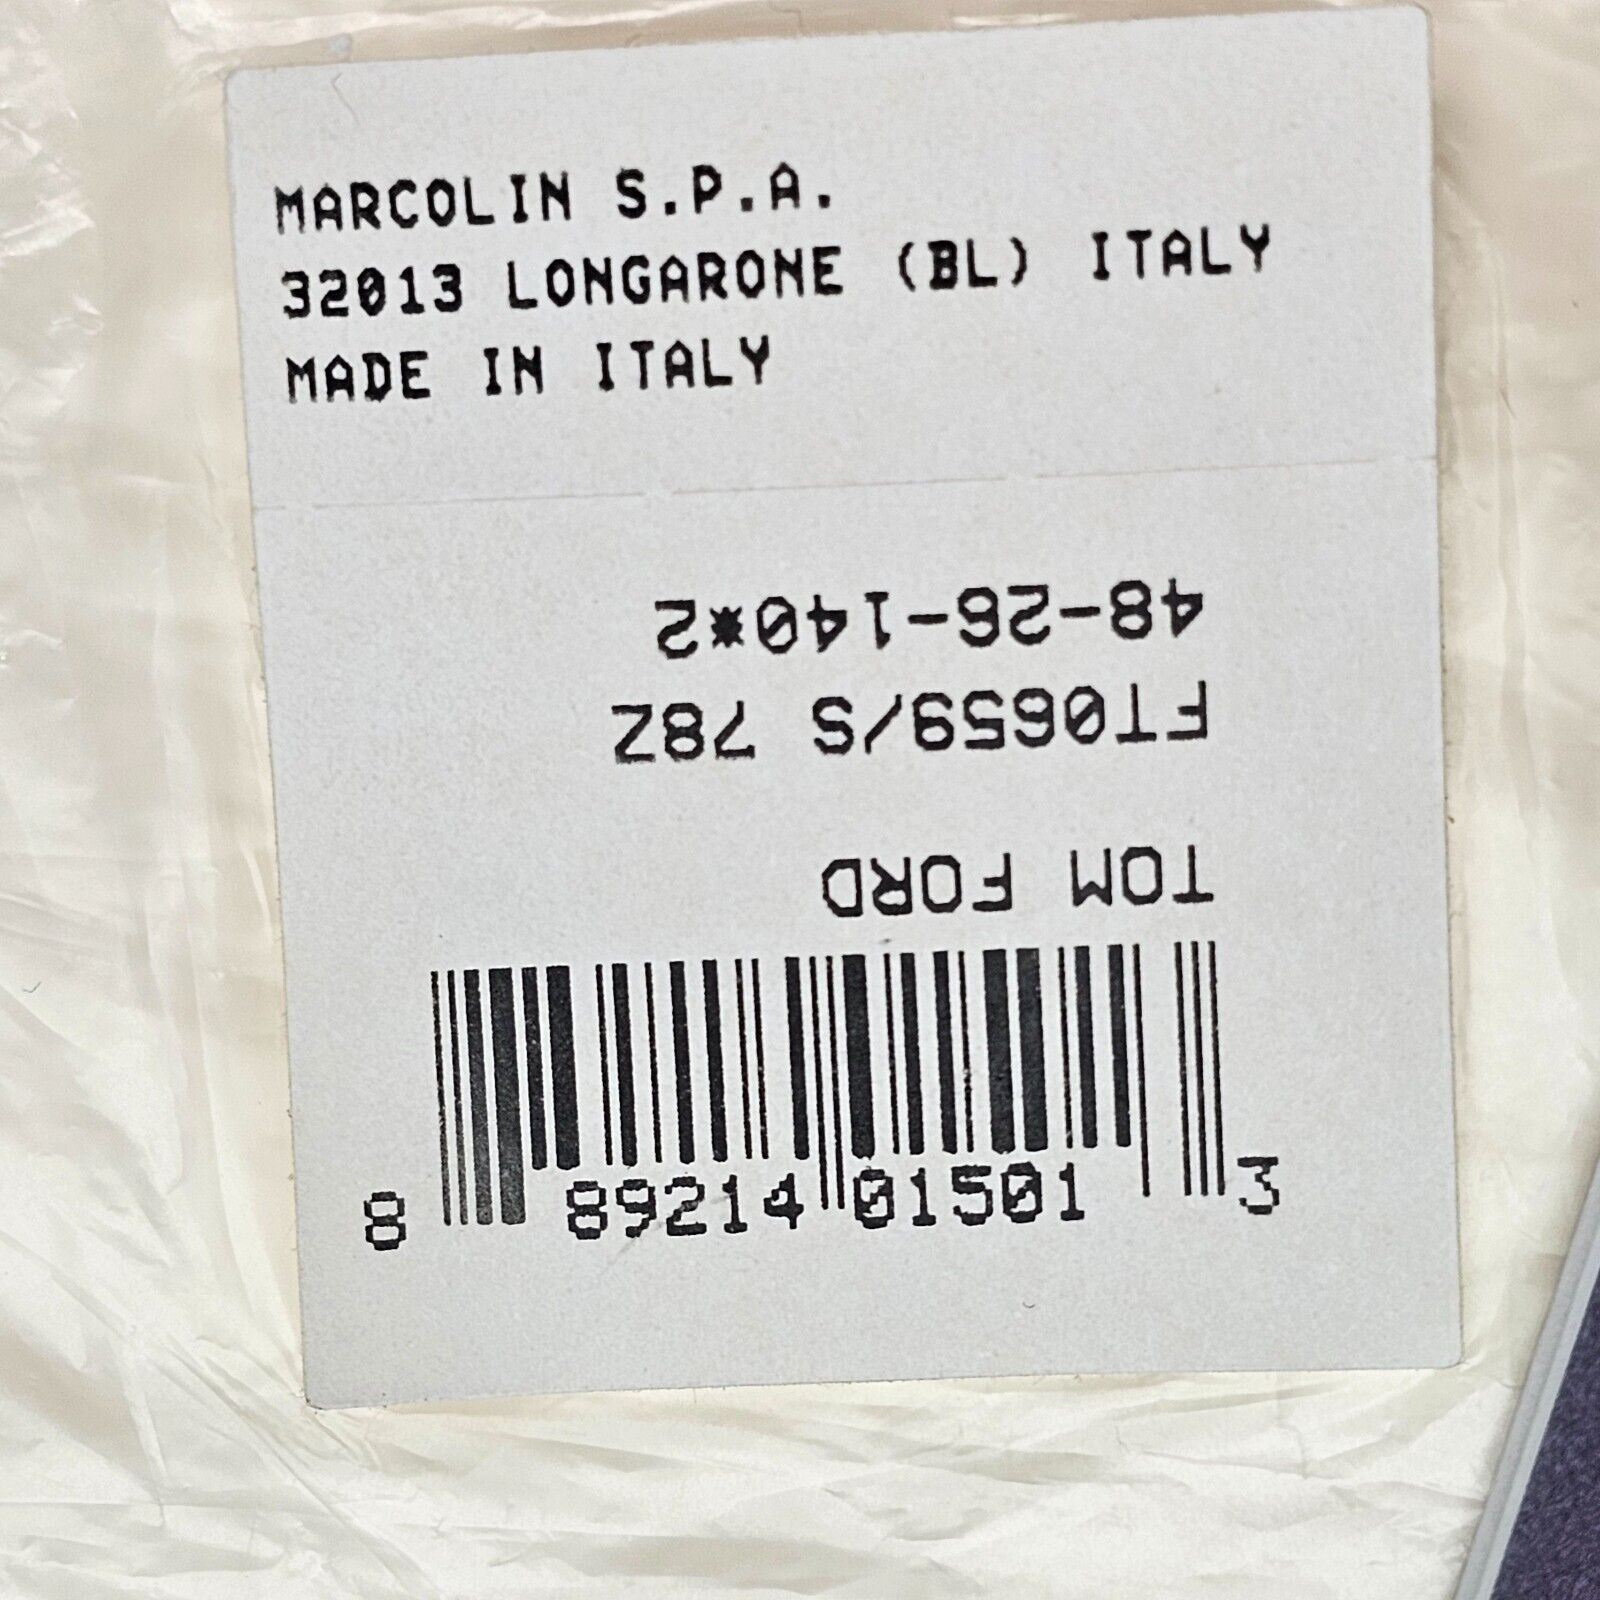 MARCOLIN S.P.A.
32013 LONGARONE (BL) ITALY
MADE IN ITALY
TOM FORD
FT0659/S 78Z
48-26-140*2
8 89214 01501 3